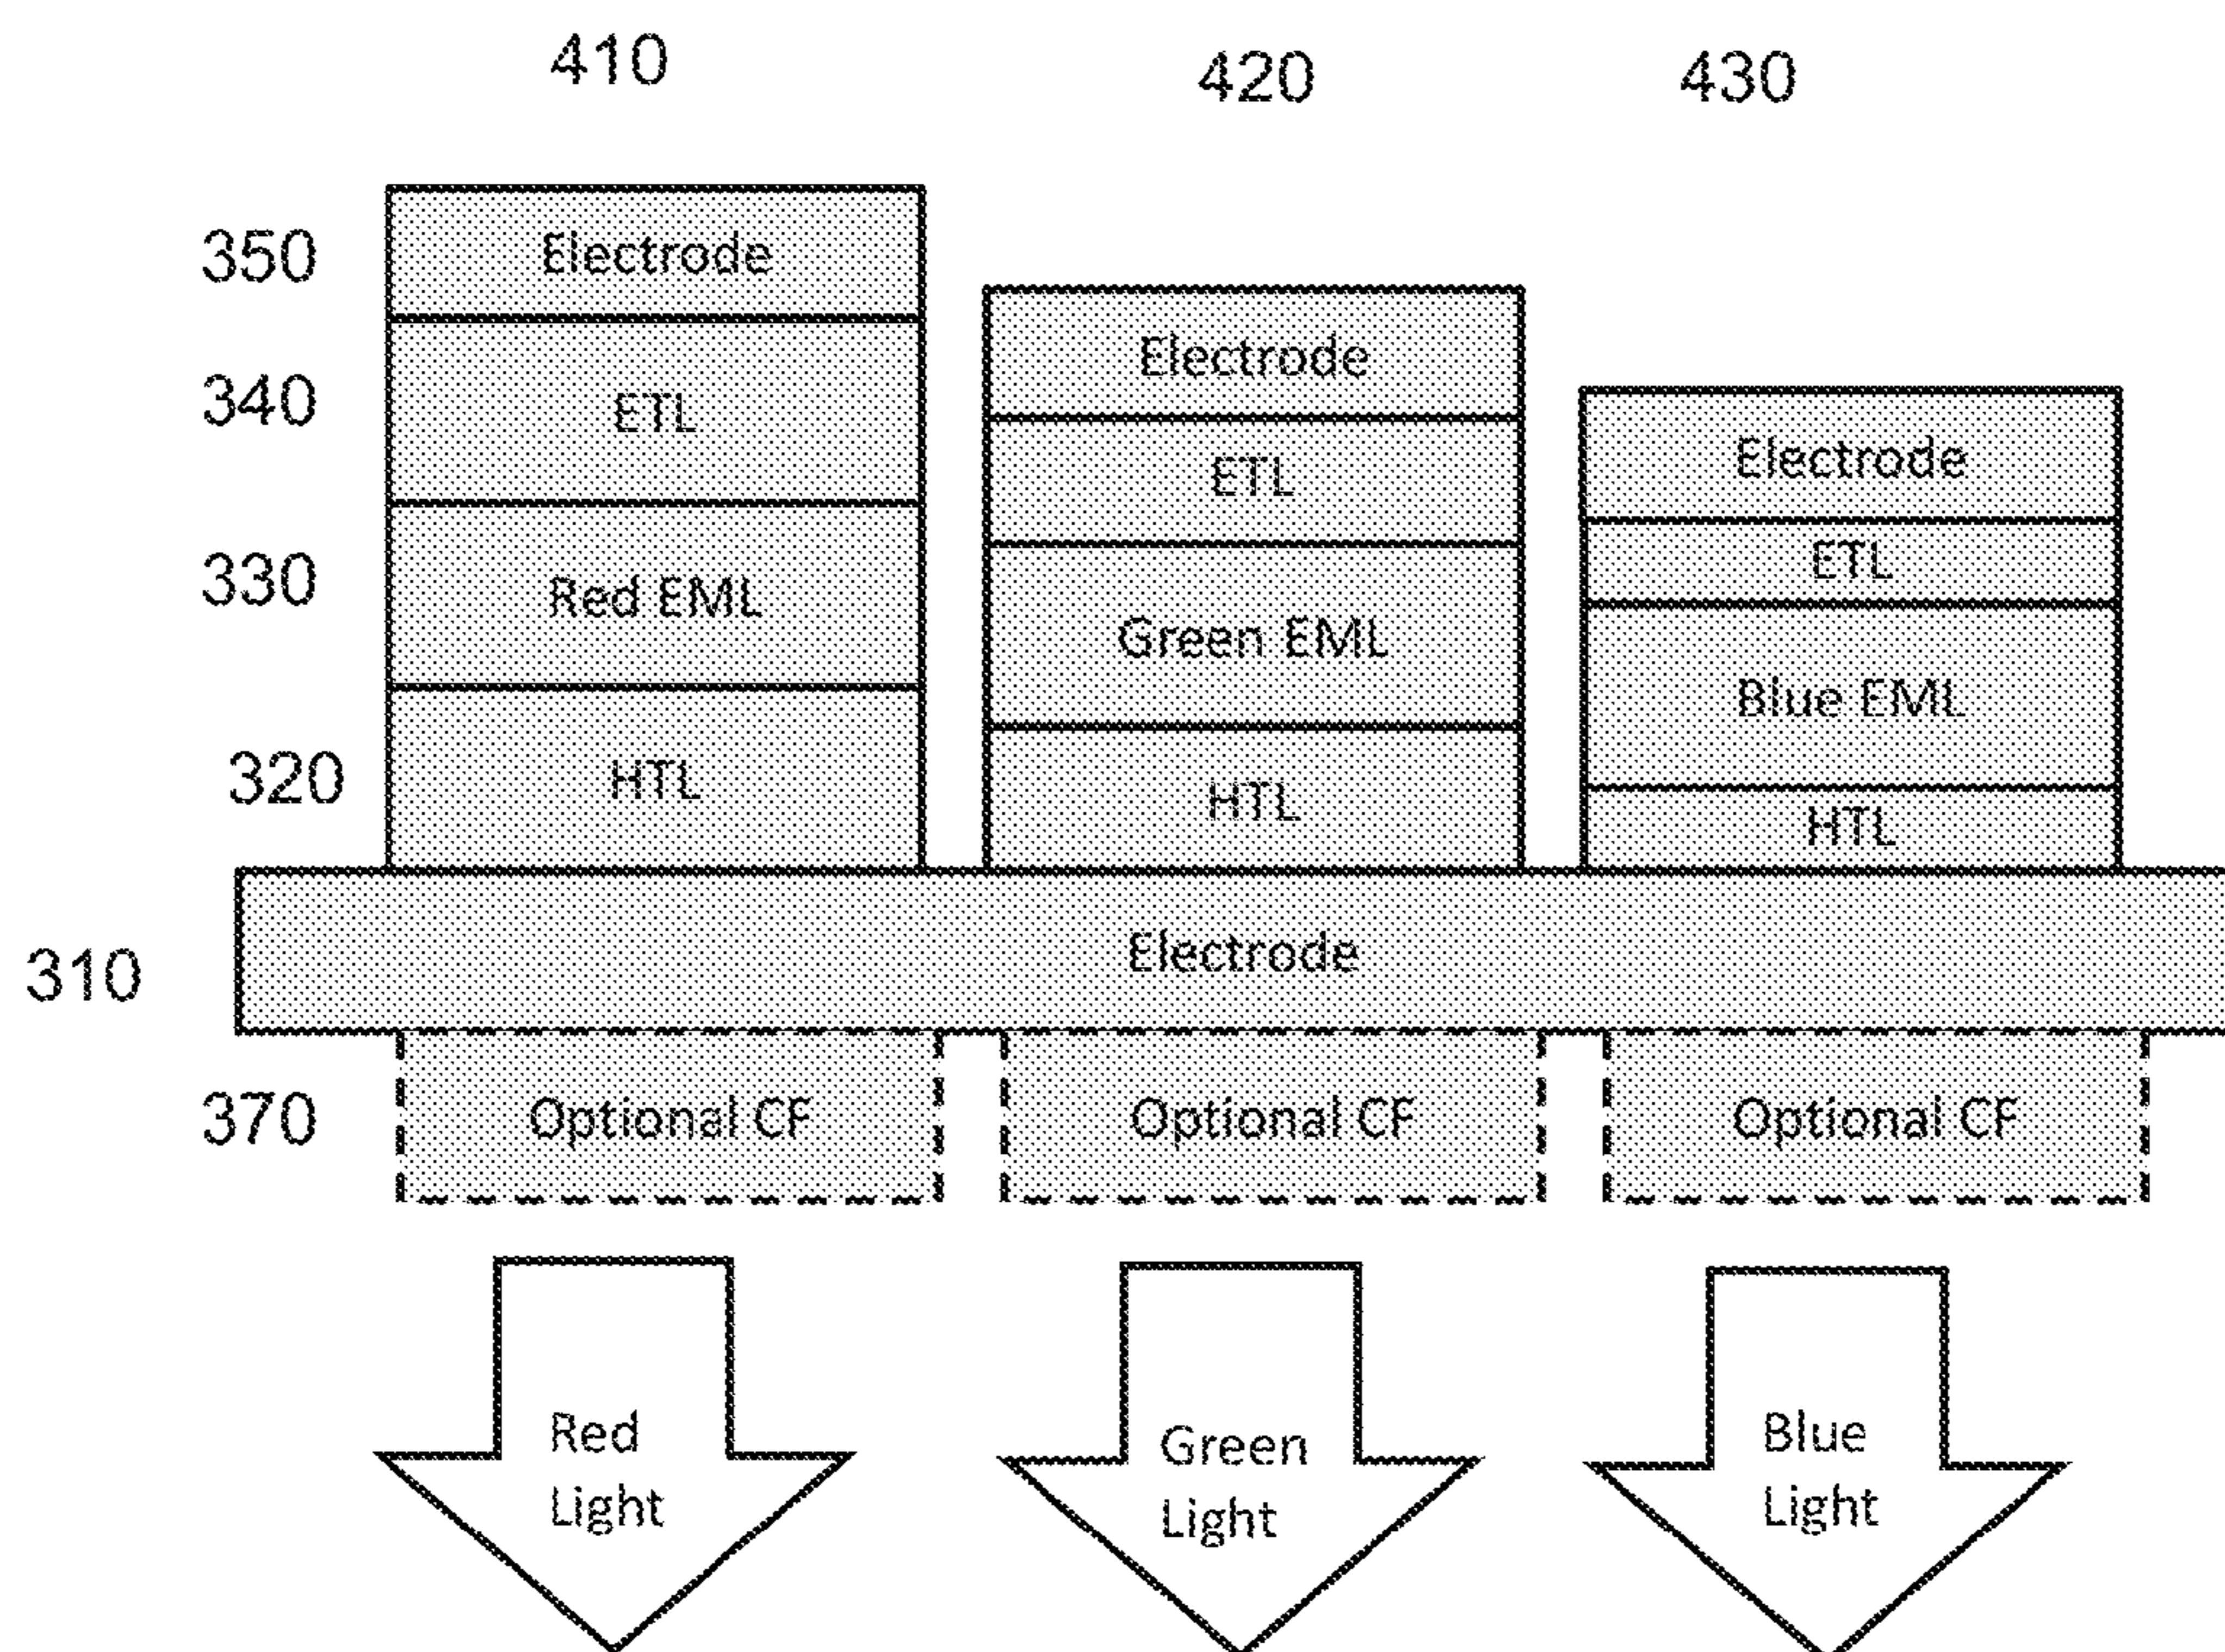 410
420
430
350
Electrode
Electrode
340
ETL
ETL
Electrode
330
Red EML
Green EML
ETL
Blue EML
320
HTL
HTL
HTL
310
Electrode
370
Optional CF
Optional CF
Optional CF
Red
Light
Green
Light
Blue
Light